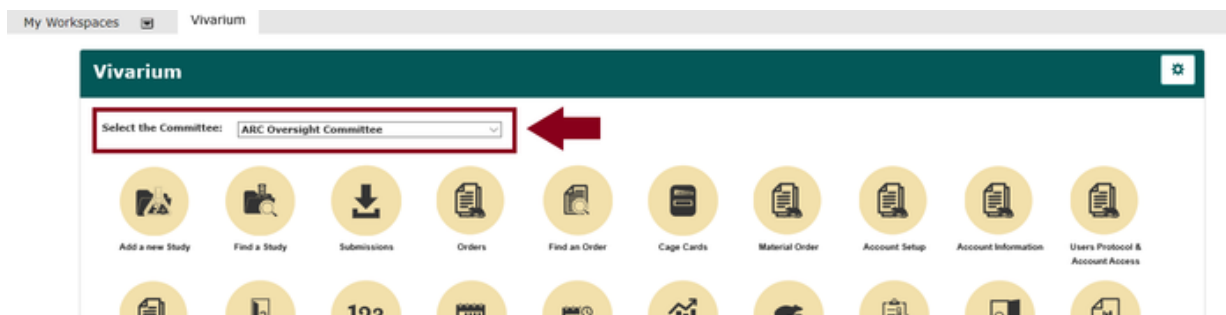 My Workspaces Vivarium
Vivarium
Select the Committee: ARC Oversight Committee
Add a new Study Find a Study Submissions Orders Find an Order Cage Cards Material Order Account Setup Account Information Users Protocol &
Account Access
123